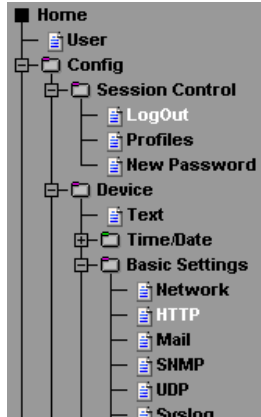 Home
User
Config
Session Control
LogOut
Profiles
New Password
Device
Text
Time/Date
Basic Settings
Network
HTTP
Mail
SNMP
UDP
Syslog